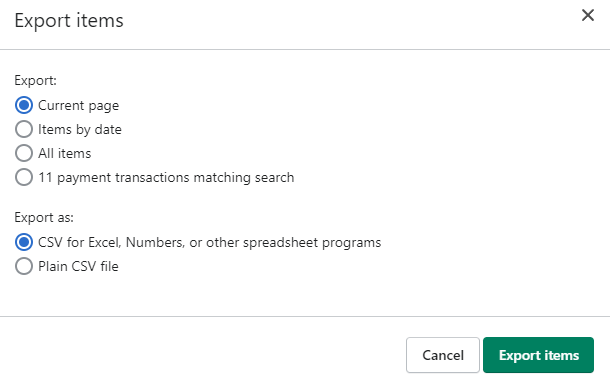 Export items
Export:
Current page
Items by date
All items
11 payment transactions matching search
Export as:
CSV for Excel, Numbers, or other spreadsheet programs
Plain CSV file
Cancel
Export items